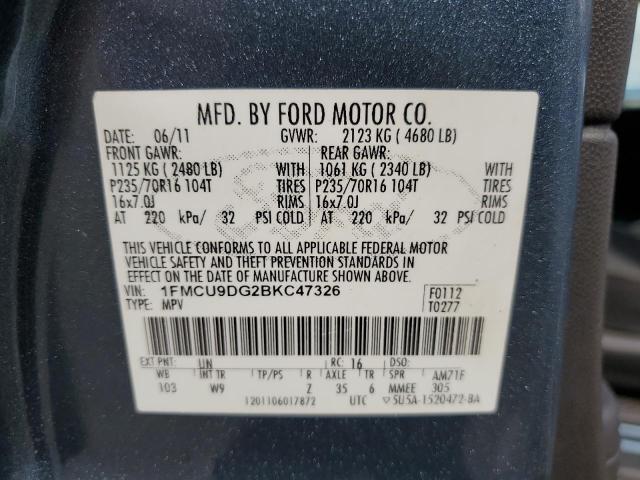 MFD. BY FORD MOTOR CO.
DATE: 06/11 GVWR: 2123 KG ( 4680 LB)
FRONT GAWR: REAR GAWR:
1125 KG ( 2480 LB) WITH 1061 KG ( 2340 LB) WITH
P235/70R16 104T TIRES P235/70R16 104T TIRES
16x7.0J RIMS 16x7.0J RIMS
AT 220 kPa/ 32 PSI COLD AT 220 kPa/ 32 PSI COLD
THIS VEHICLE CONFORMS TO ALL APPLICABLE FEDERAL MOTOR
VEHICLE SAFETY AND THEFT PREVENTION STANDARDS IN
EFFECT ON THE DATE OF MANUFACTURE SHOWN ABOVE.
VIN: 1FMCU9DG2BKC47326 F0112
TYPE: MPV T0277
EXT PNT: UN RC: 16 DSO:
WB INT TR TP/PS R AXLE TR SPR AM71F
103 W9 Z 35 6 MMEE 305
1201106017872 UTC 5U5A-1520472-BA